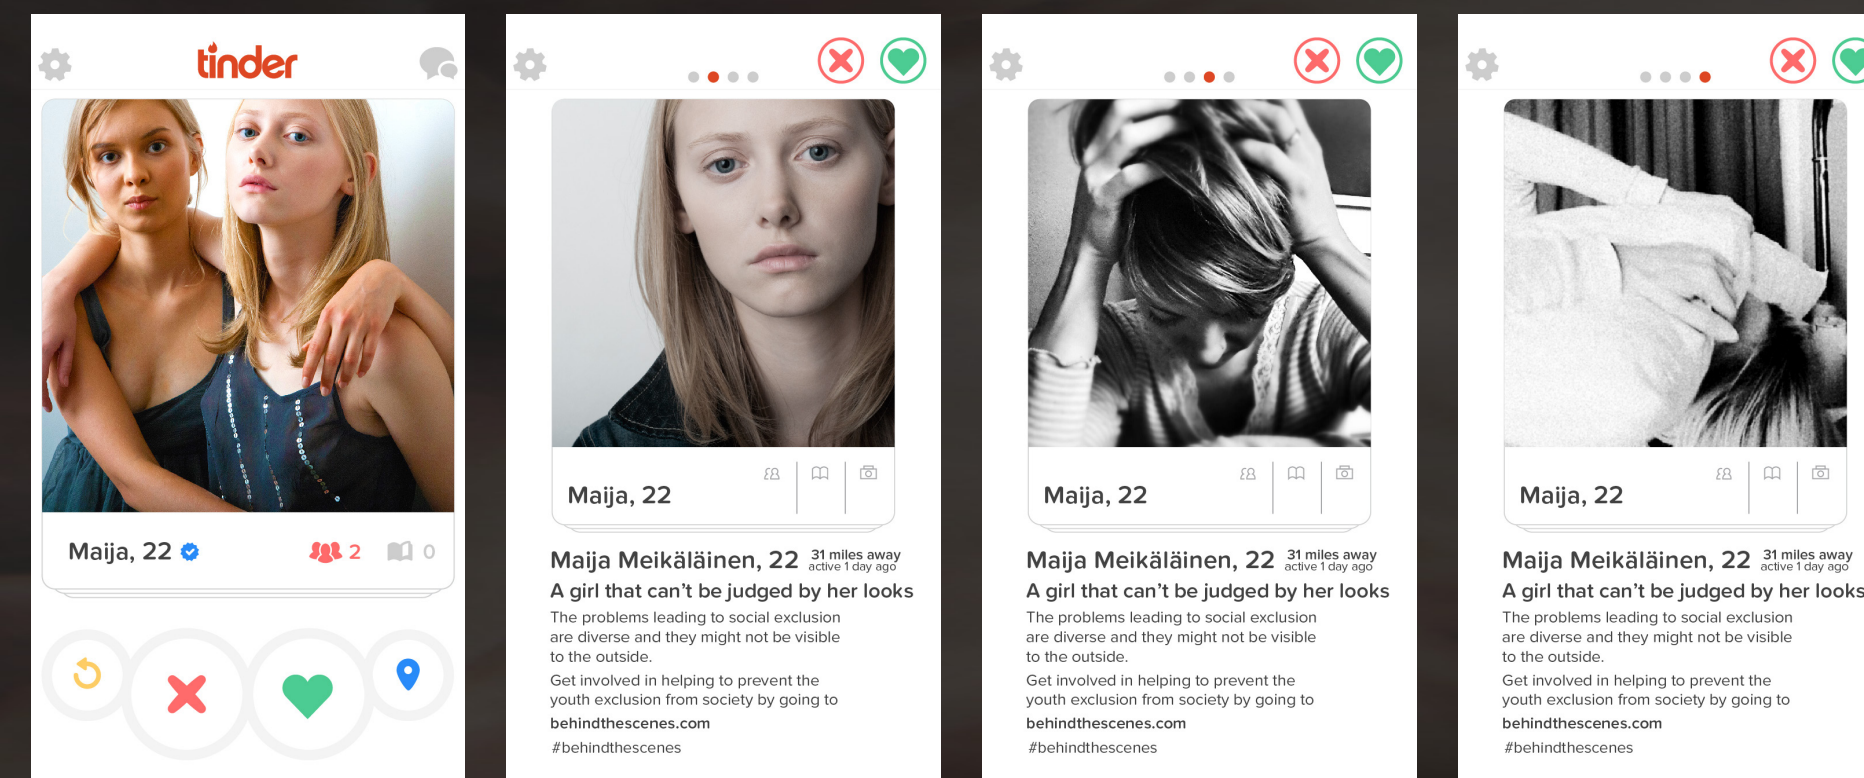 tinder
Maija, 22
2
0
Maija, 22
Maija Meikäläinen, 22
31 miles away
active 1 day ago
A girl that can't be judged by her looks
The problems leading to social exclusion
are diverse and they might not be visible
to the outside.
Get involved in helping to prevent the
youth exclusion from society by going to
behindthescenes.com
#behindthescenes
Maija, 22
Maija Meikäläinen, 22
31 miles away
active 1 day ago
A girl that can't be judged by her looks
The problems leading to social exclusion
are diverse and they might not be visible
to the outside.
Get involved in helping to prevent the
youth exclusion from society by going to
behindthescenes.com
#behindthescenes
Maija, 22
Maija Meikäläinen, 22
31 miles away
active 1 day ago
A girl that can't be judged by her looks
The problems leading to social exclusion
are diverse and they might not be visible
to the outside.
Get involved in helping to prevent the
youth exclusion from society by going to
behindthescenes.com
#behindthescenes